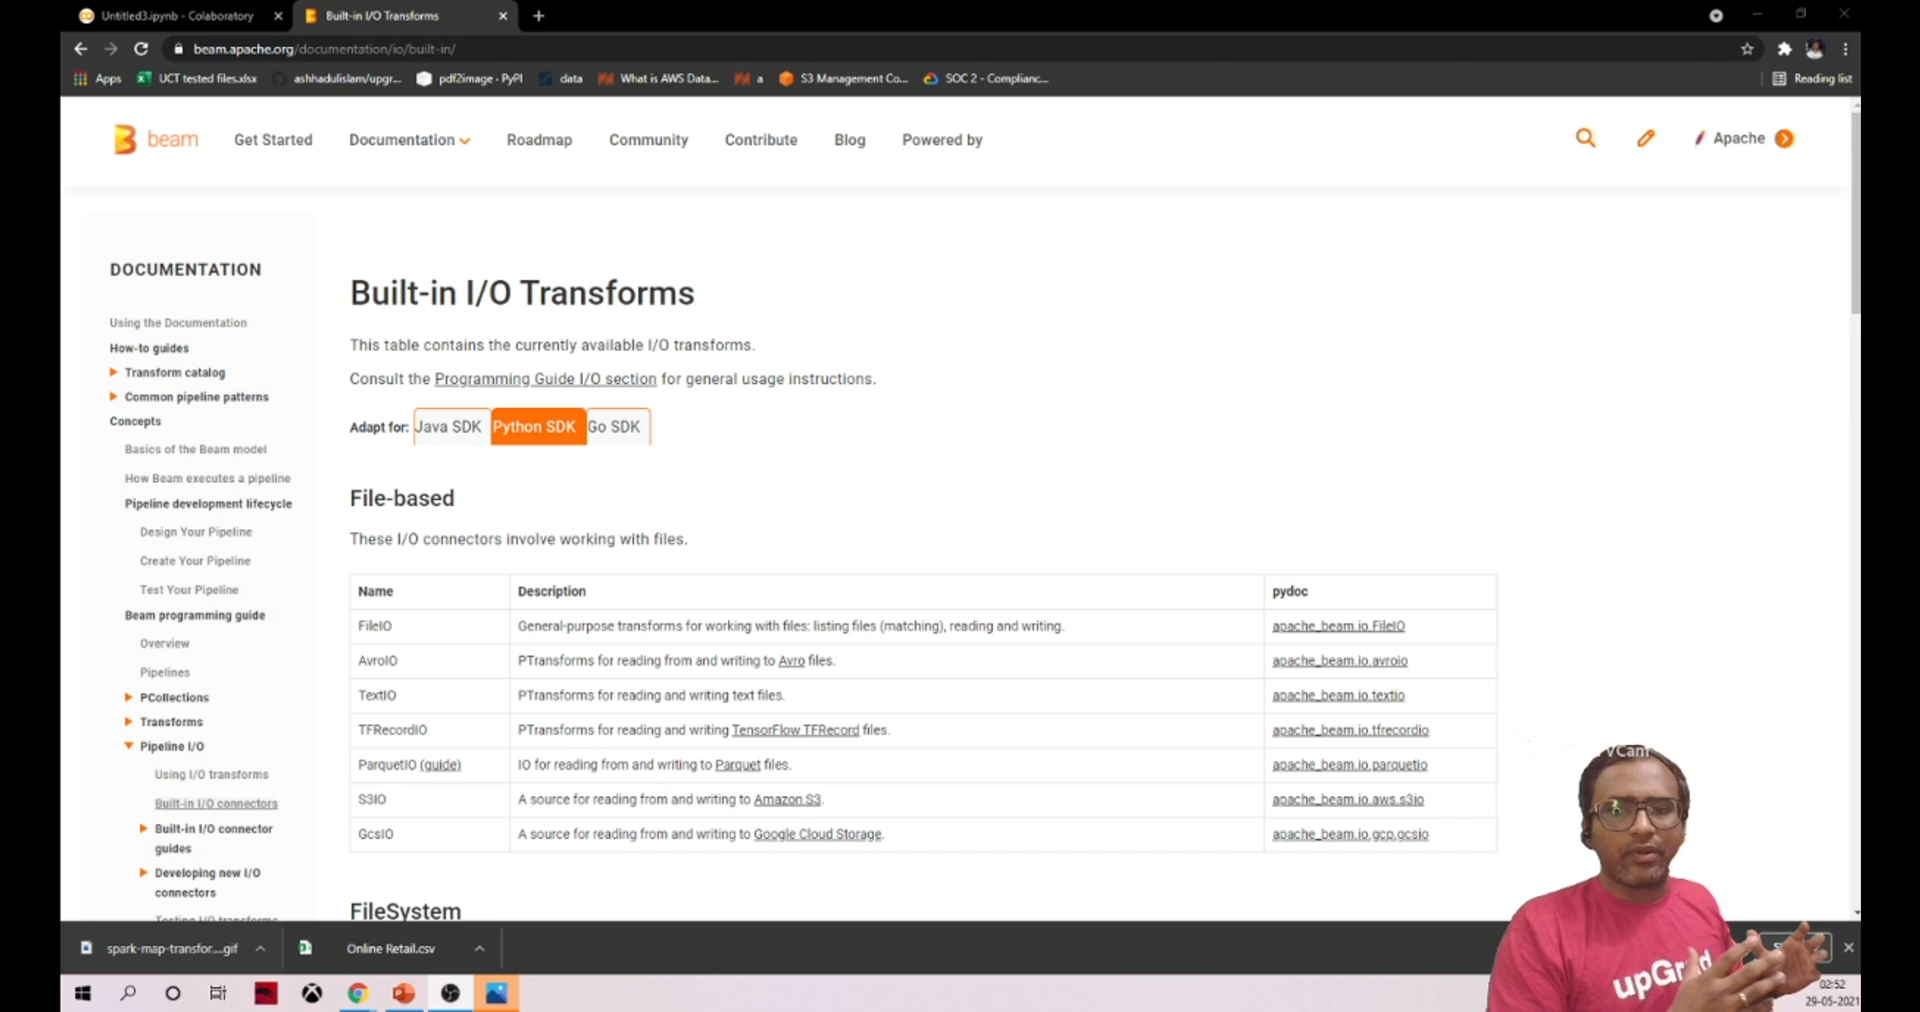 Untitled3.ipynb - Colaboratory
Built-in I/O Transforms
beam.apache.org/documentation/io/built-in/
Apps
UCT tested files.xlsx
ashhadulislam/upgr...
pdf2image · PyPI
data
What is AWS Data...
a
S3 Management Co...
SOC 2 - Complianc...
Reading list
beam
Get Started
Documentation
Roadmap
Community
Contribute
Blog
Powered by
Apache
DOCUMENTATION
Using the Documentation
How-to guides
Transform catalog
Common pipeline patterns
Concepts
Basics of the Beam model
How Beam executes a pipeline
Pipeline development lifecycle
Design Your Pipeline
Create Your Pipeline
Test Your Pipeline
Beam programming guide
Overview
Pipelines
PCollections
Transforms
Pipeline I/O
Using I/O transforms
Built-in I/O connectors
Built-in I/O connector
guides
Developing new I/O
connectors
Testing I/O transforms
Built-in I/O Transforms
This table contains the currently available I/O transforms.
Consult the Programming Guide I/O section for general usage instructions.
Adapt for: Java SDK Python SDK Go SDK
File-based
These I/O connectors involve working with files.
Name Description pydoc
FileIO General-purpose transforms for working with files: listing files (matching), reading and writing. apache_beam.io.FileIO
AvroIO PTransforms for reading from and writing to Avro files. apache_beam.io.avroio
TextIO PTransforms for reading and writing text files. apache_beam.io.textio
TFRecordIO PTransforms for reading and writing TensorFlow TFRecord files. apache_beam.io.tfrecordio
ParquetIO (guide) IO for reading from and writing to Parquet files. apache_beam.io.parquetio
S3IO A source for reading from and writing to Amazon S3. apache_beam.io.aws.s3io
GcsIO A source for reading from and writing to Google Cloud Storage. apache_beam.io.gcp.gcsio
FileSystem
VCam
upGrad
spark-map-transfor....gif
Online Retail.csv
02:52
29-05-2021